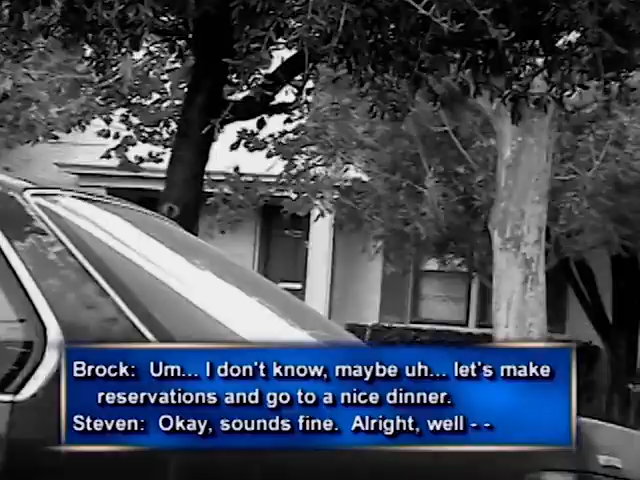 Brock: Um... I don't know, maybe uh... let's make
reservations and go to a nice dinner.
Steven: Okay, sounds fine. Alright, well - -